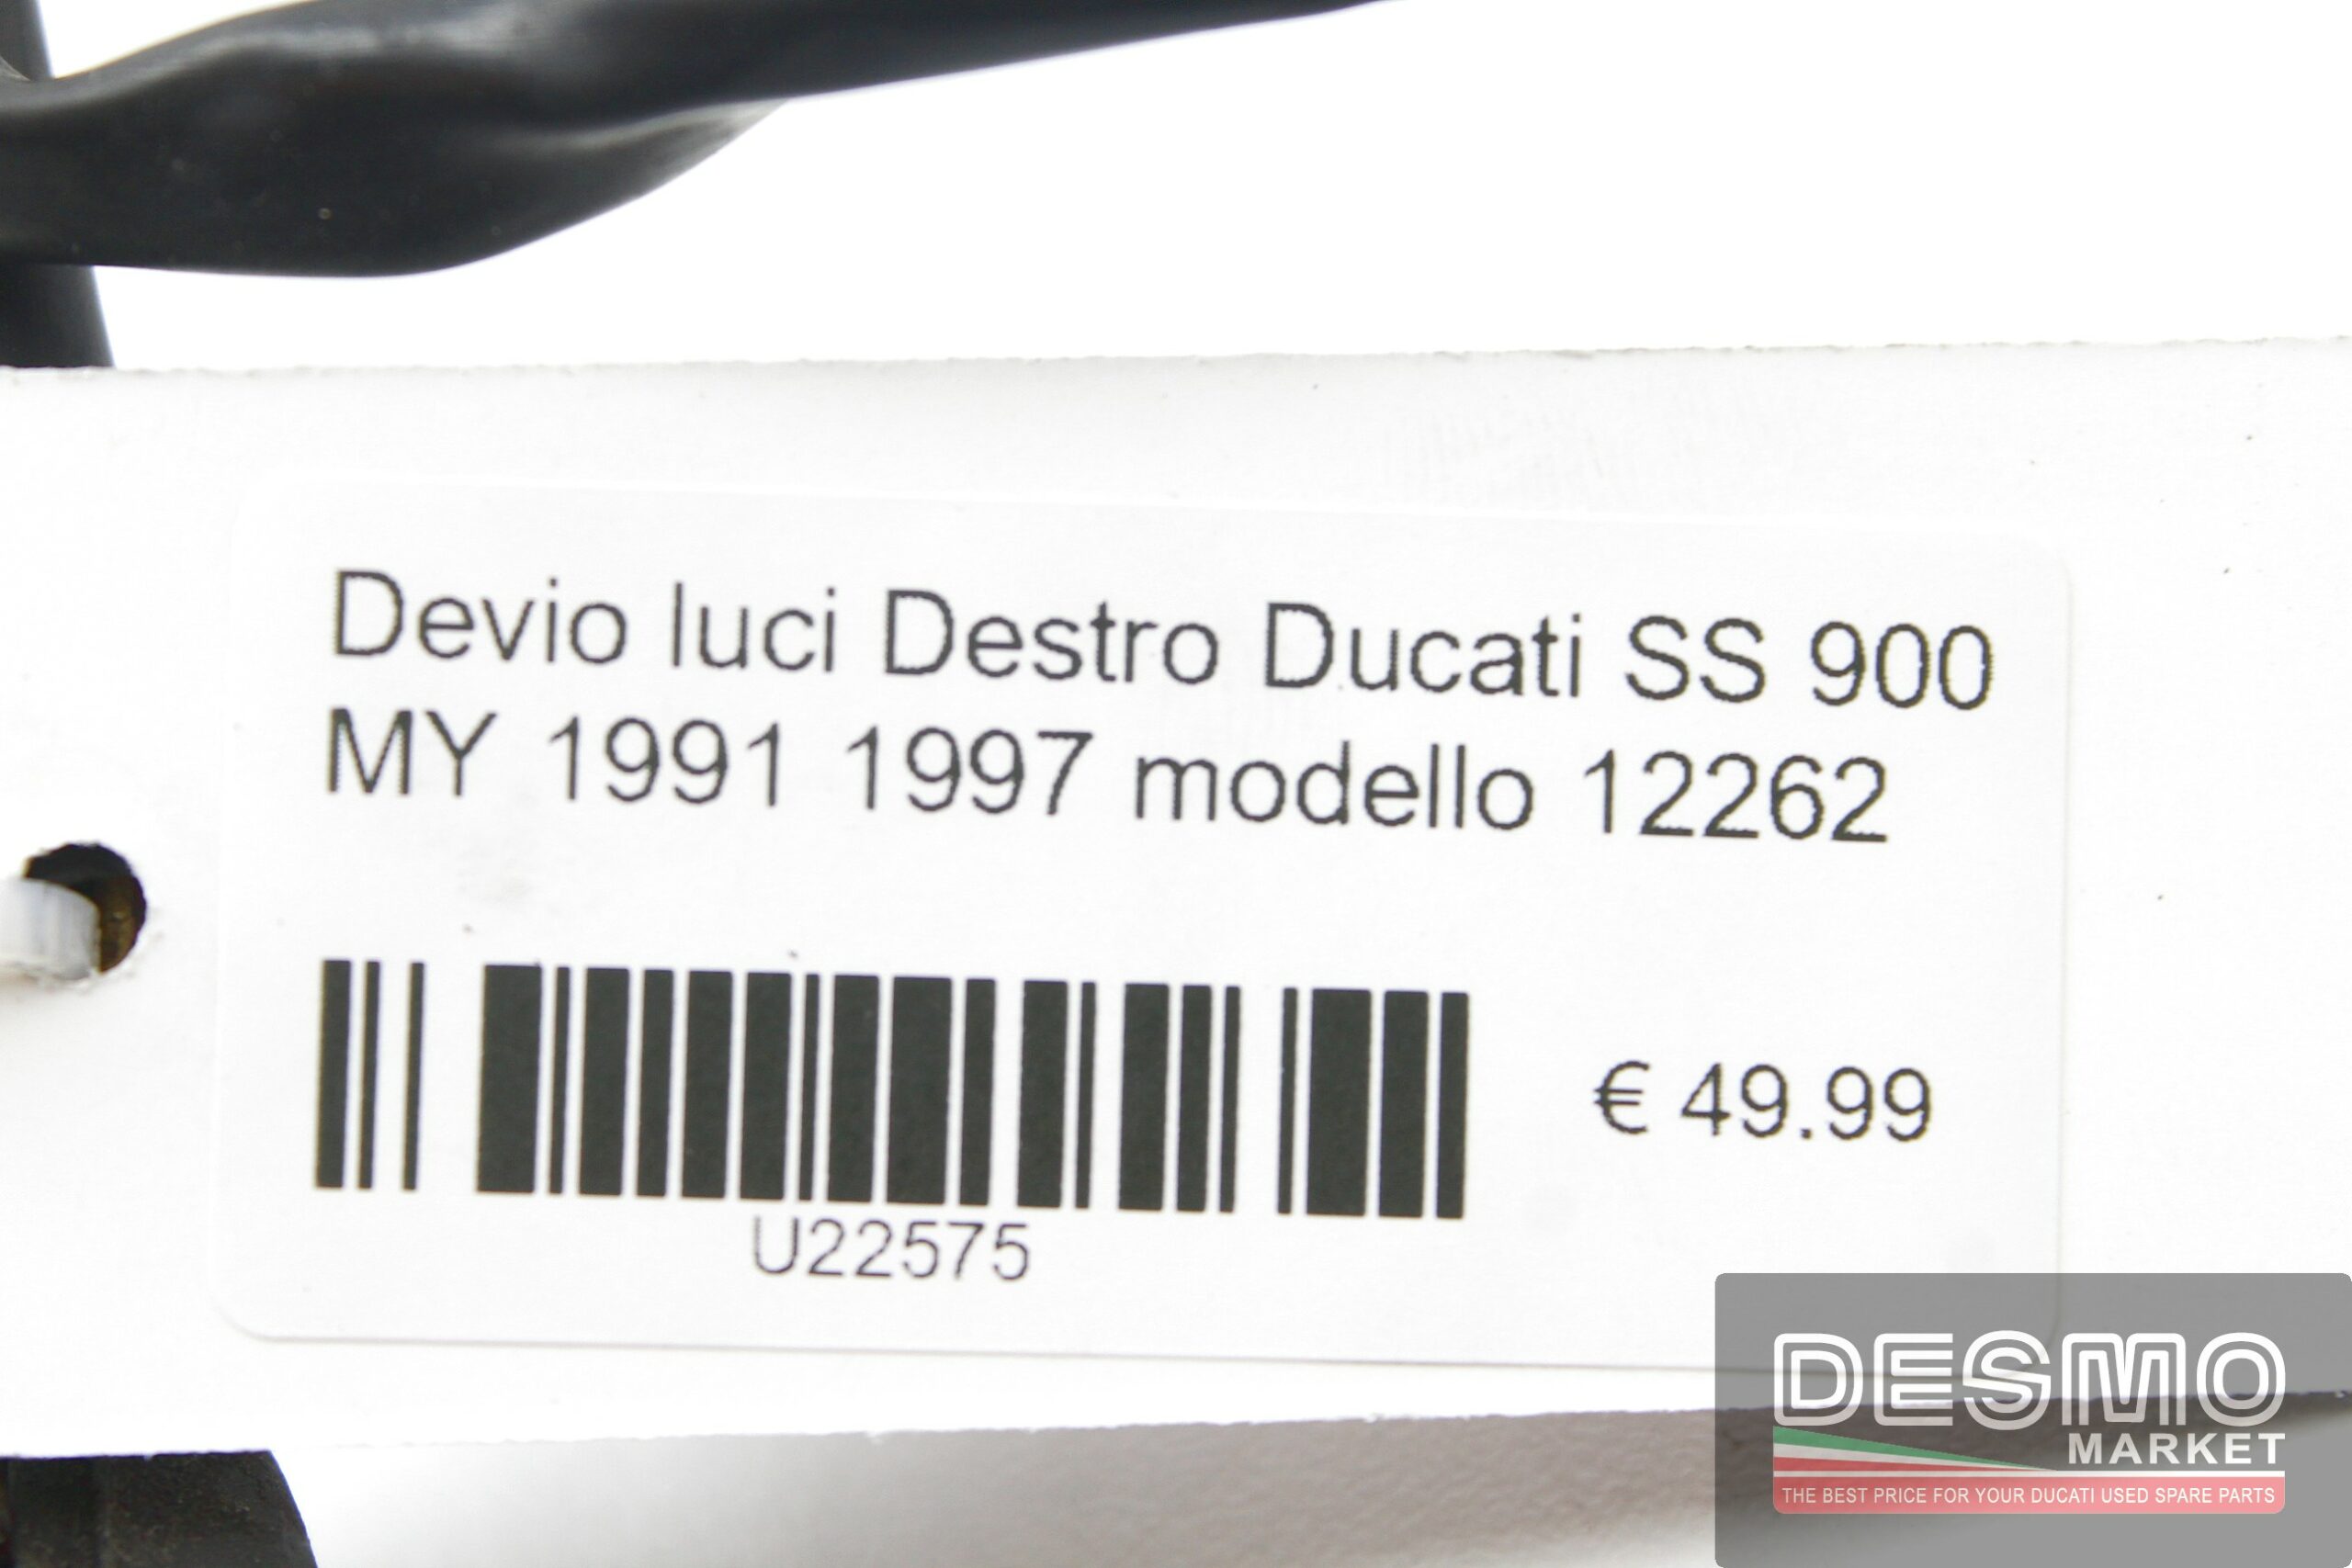 Devio luci Destro Ducati SS 900
MY 1991 1997 modello 12262
€ 49.99
U22575
DESMO
MARKET
THE BEST PRICE FOR YOUR DUCATI USED SPARE PARTS